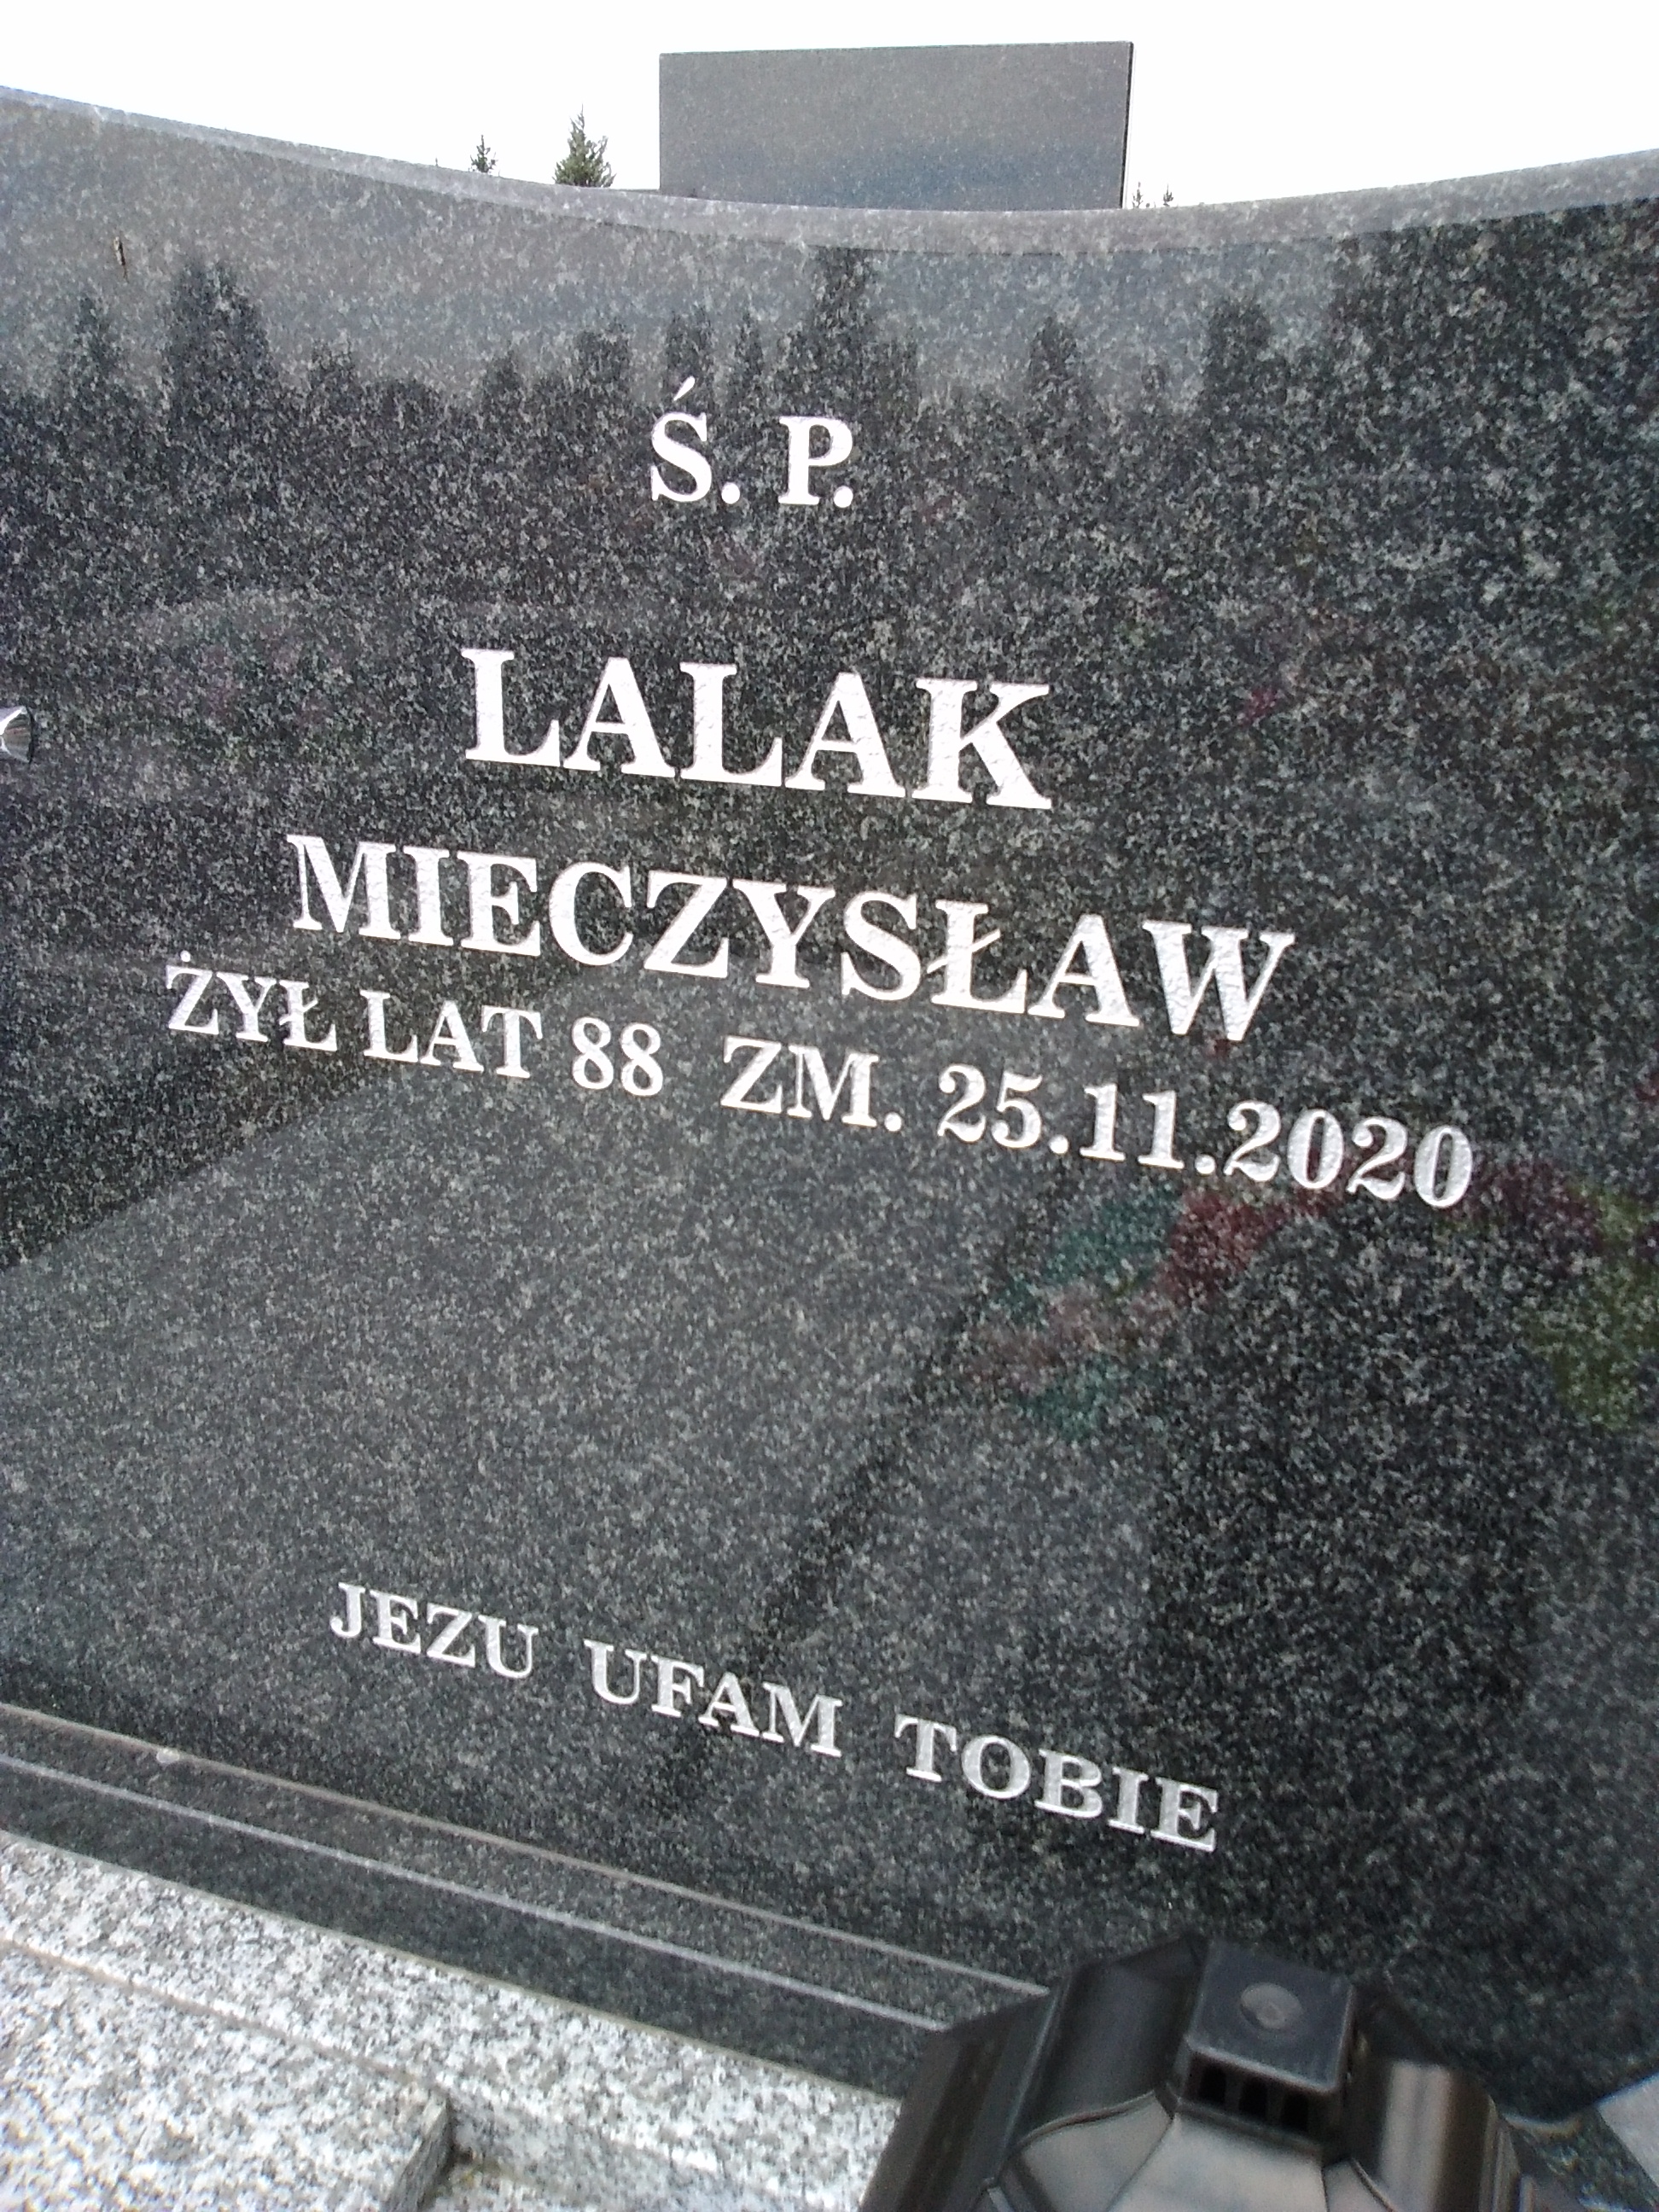 Ś. P.
LALAK
MIECZYSŁAW
ŻYŁ LAT 88 ZM. 25.11.2020
JEZU UFAM TOBIE